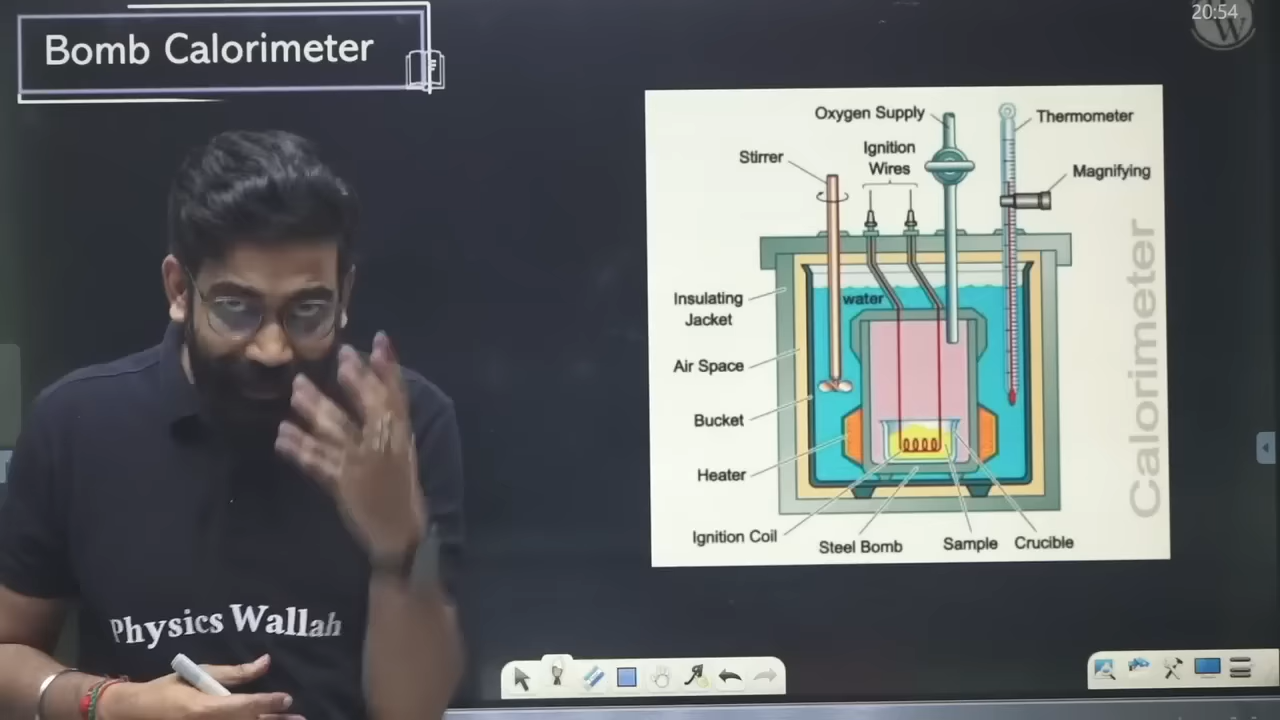 Bomb Calorimeter
20:54
W
Oxygen Supply
Thermometer
Ignition
Wires
Stirrer
Magnifying
water
Insulating
Jacket
Air Space
Bucket
Heater
Ignition Coil
Steel Bomb
Sample
Crucible
Calorimeter
Physics Wallah